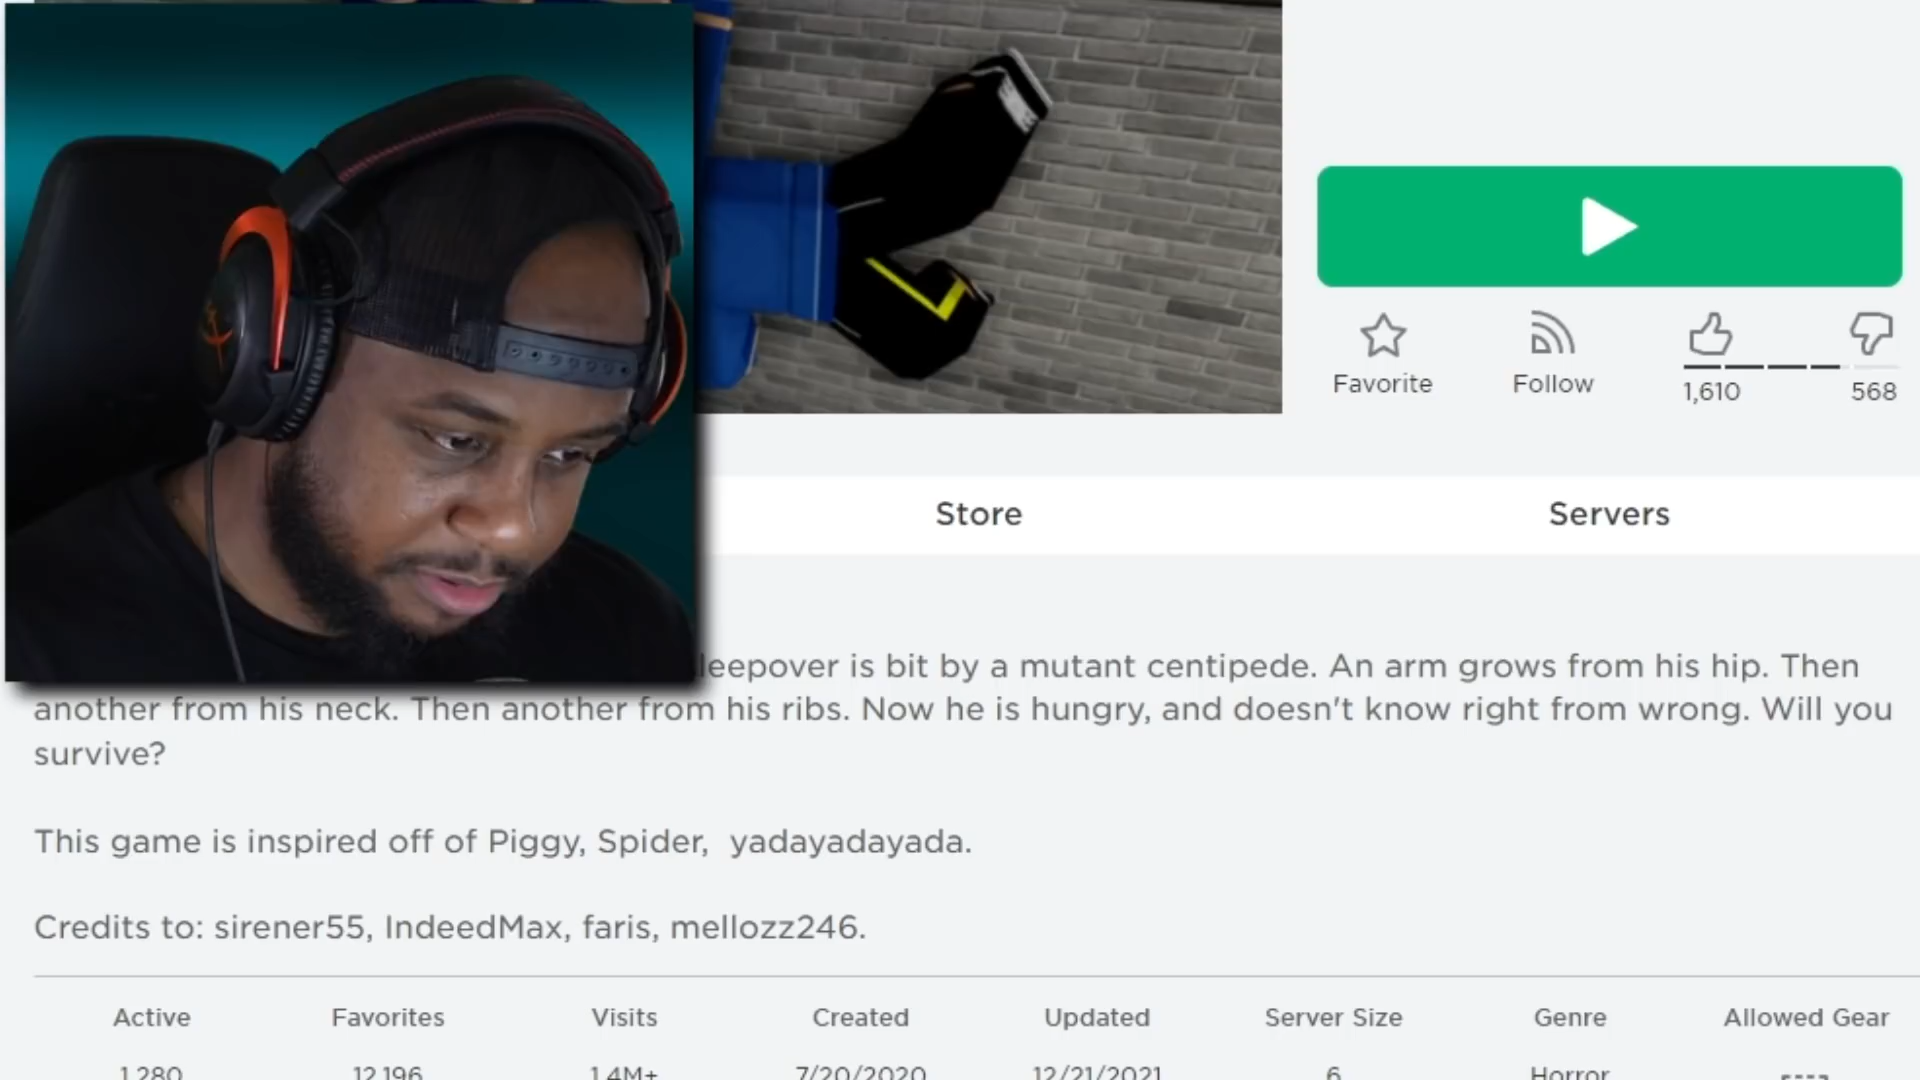 Favorite Follow 1,610 568
Store Servers
is bit by a mutant centipede. An arm grows from his hip. Then
another from his neck. Then another from his ribs. Now he is hungry, and doesn't know right from wrong. Will you
survive?
This game is inspired off of Piggy, Spider, yadayadayada.
Credits to: sirener55, IndeedMax, faris, mellozz246.
Active Favorites Visits Created Updated Server Size Genre Allowed Gear
1,280 12,196 1.4M+ 7/20/2020 12/21/2021 6 Horror